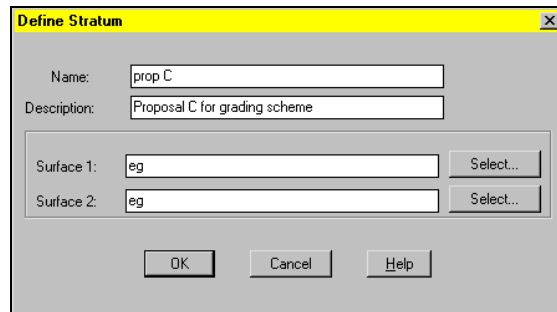 Define Stratum
Name: prop C
Description: Proposal C for grading scheme
Surface 1: eg Select...
Surface 2: eg Select...
OK Cancel Help